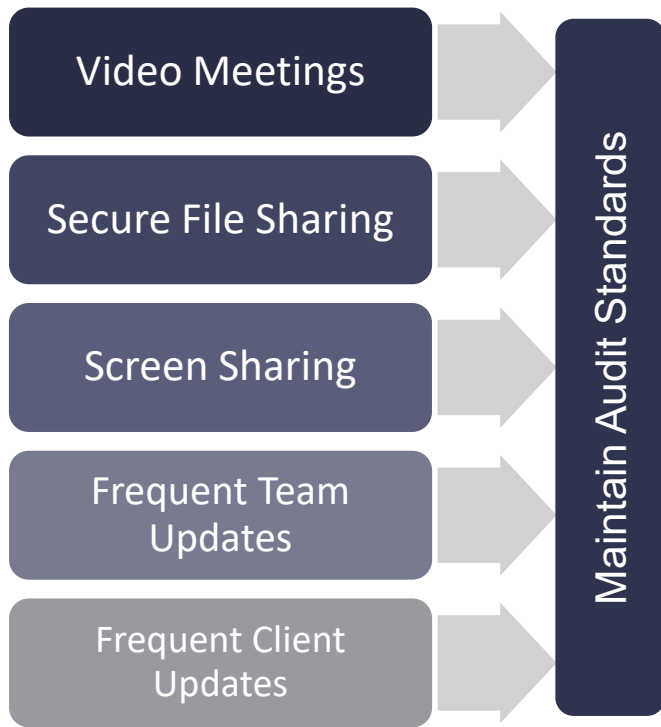 Video Meetings
Secure File Sharing
Screen Sharing
Frequent Team
Updates
Frequent Client
Updates
Maintain Audit Standards